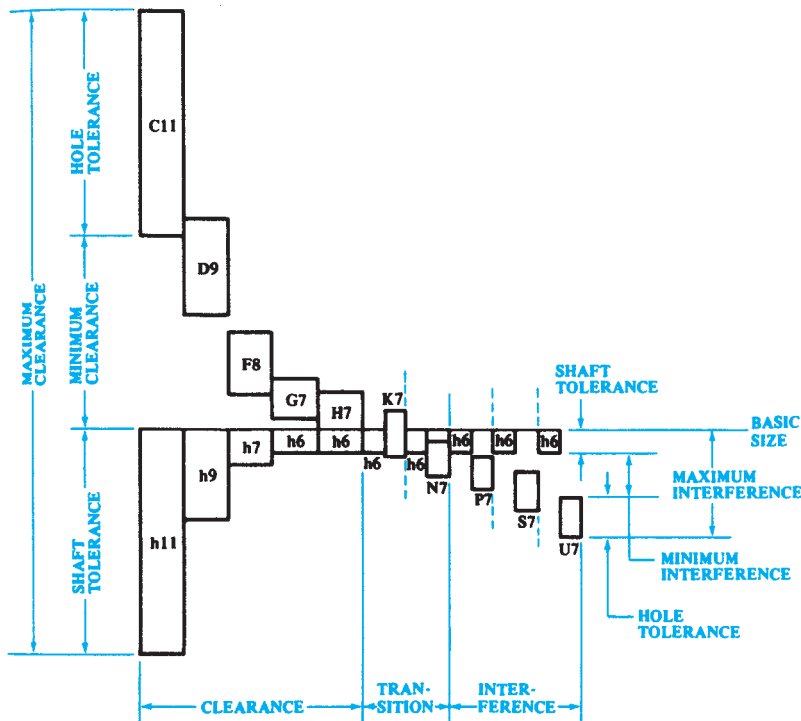 C11
HOLE
TOLERANCE
D9
MAXIMUM
CLEARANCE
MINIMUM
CLEARANCE
F8
G7
H7
K7
SHAFT
TOLERANCE
BASIC
SIZE
h11
h9
h7
h6
h6
h6
h6
h6
h6
h6
N7
P7
S7
U7
MAXIMUM
INTERFERENCE
MINIMUM
INTERFERENCE
HOLE
TOLERANCE
SHAFT
TOLERANCE
CLEARANCE
TRAN-
SITION
INTER-
FERENCE